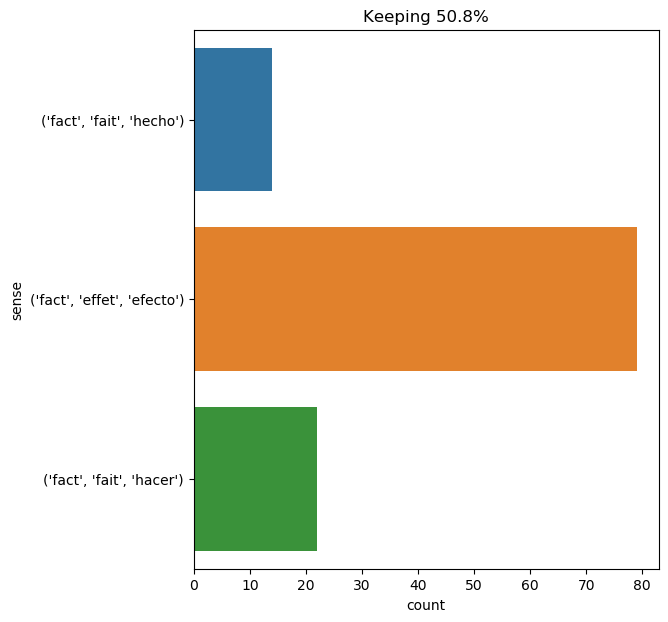 Keeping 50.8%
('fact', 'fait', 'hecho')
('fact', 'effet', 'efecto')
('fact', 'fait', 'hacer')
sense
0 10 20 30 40 50 60 70 80
count